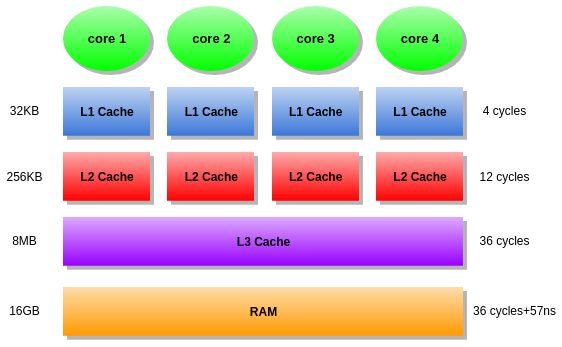 core 1 core 2 core 3 core 4
32KB L1 Cache L1 Cache L1 Cache L1 Cache 4 cycles
256KB L2 Cache L2 Cache L2 Cache L2 Cache 12 cycles
8MB L3 Cache 36 cycles
16GB RAM 36 cycles+57ns